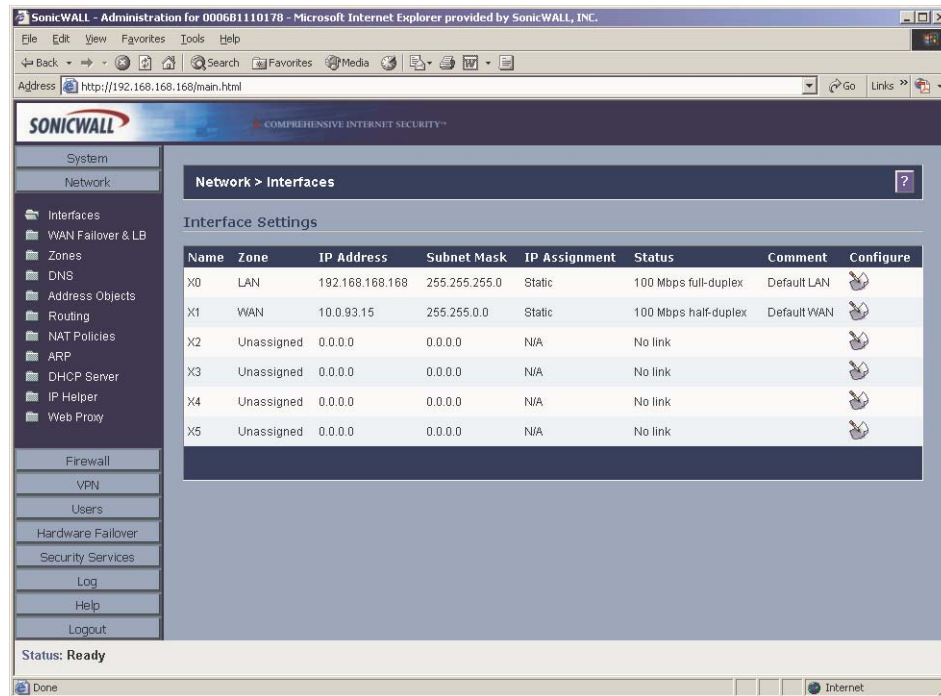 SonicWALL - Administration for 0006B1110178 - Microsoft Internet Explorer provided by SonicWALL, INC.
File Edit View Favorites Tools Help
Back Search Favorites Media
Address http://192.168.168.168/main.html Go Links »
SONICWALL COMPREHENSIVE INTERNET SECURITY™
System
Network
Interfaces
WAN Failover & LB
Zones
DNS
Address Objects
Routing
NAT Policies
ARP
DHCP Server
IP Helper
Web Proxy
Firewall
VPN
Users
Hardware Failover
Security Services
Log
Help
Logout
Network > Interfaces ?
Interface Settings
Name Zone IP Address Subnet Mask IP Assignment Status Comment Configure
X0 LAN 192.168.168.168 255.255.255.0 Static 100 Mbps full-duplex Default LAN
X1 WAN 10.0.93.15 255.255.0.0 Static 100 Mbps half-duplex Default WAN
X2 Unassigned 0.0.0.0 0.0.0.0 N/A No link
X3 Unassigned 0.0.0.0 0.0.0.0 N/A No link
X4 Unassigned 0.0.0.0 0.0.0.0 N/A No link
X5 Unassigned 0.0.0.0 0.0.0.0 N/A No link
Status: Ready
Done Internet